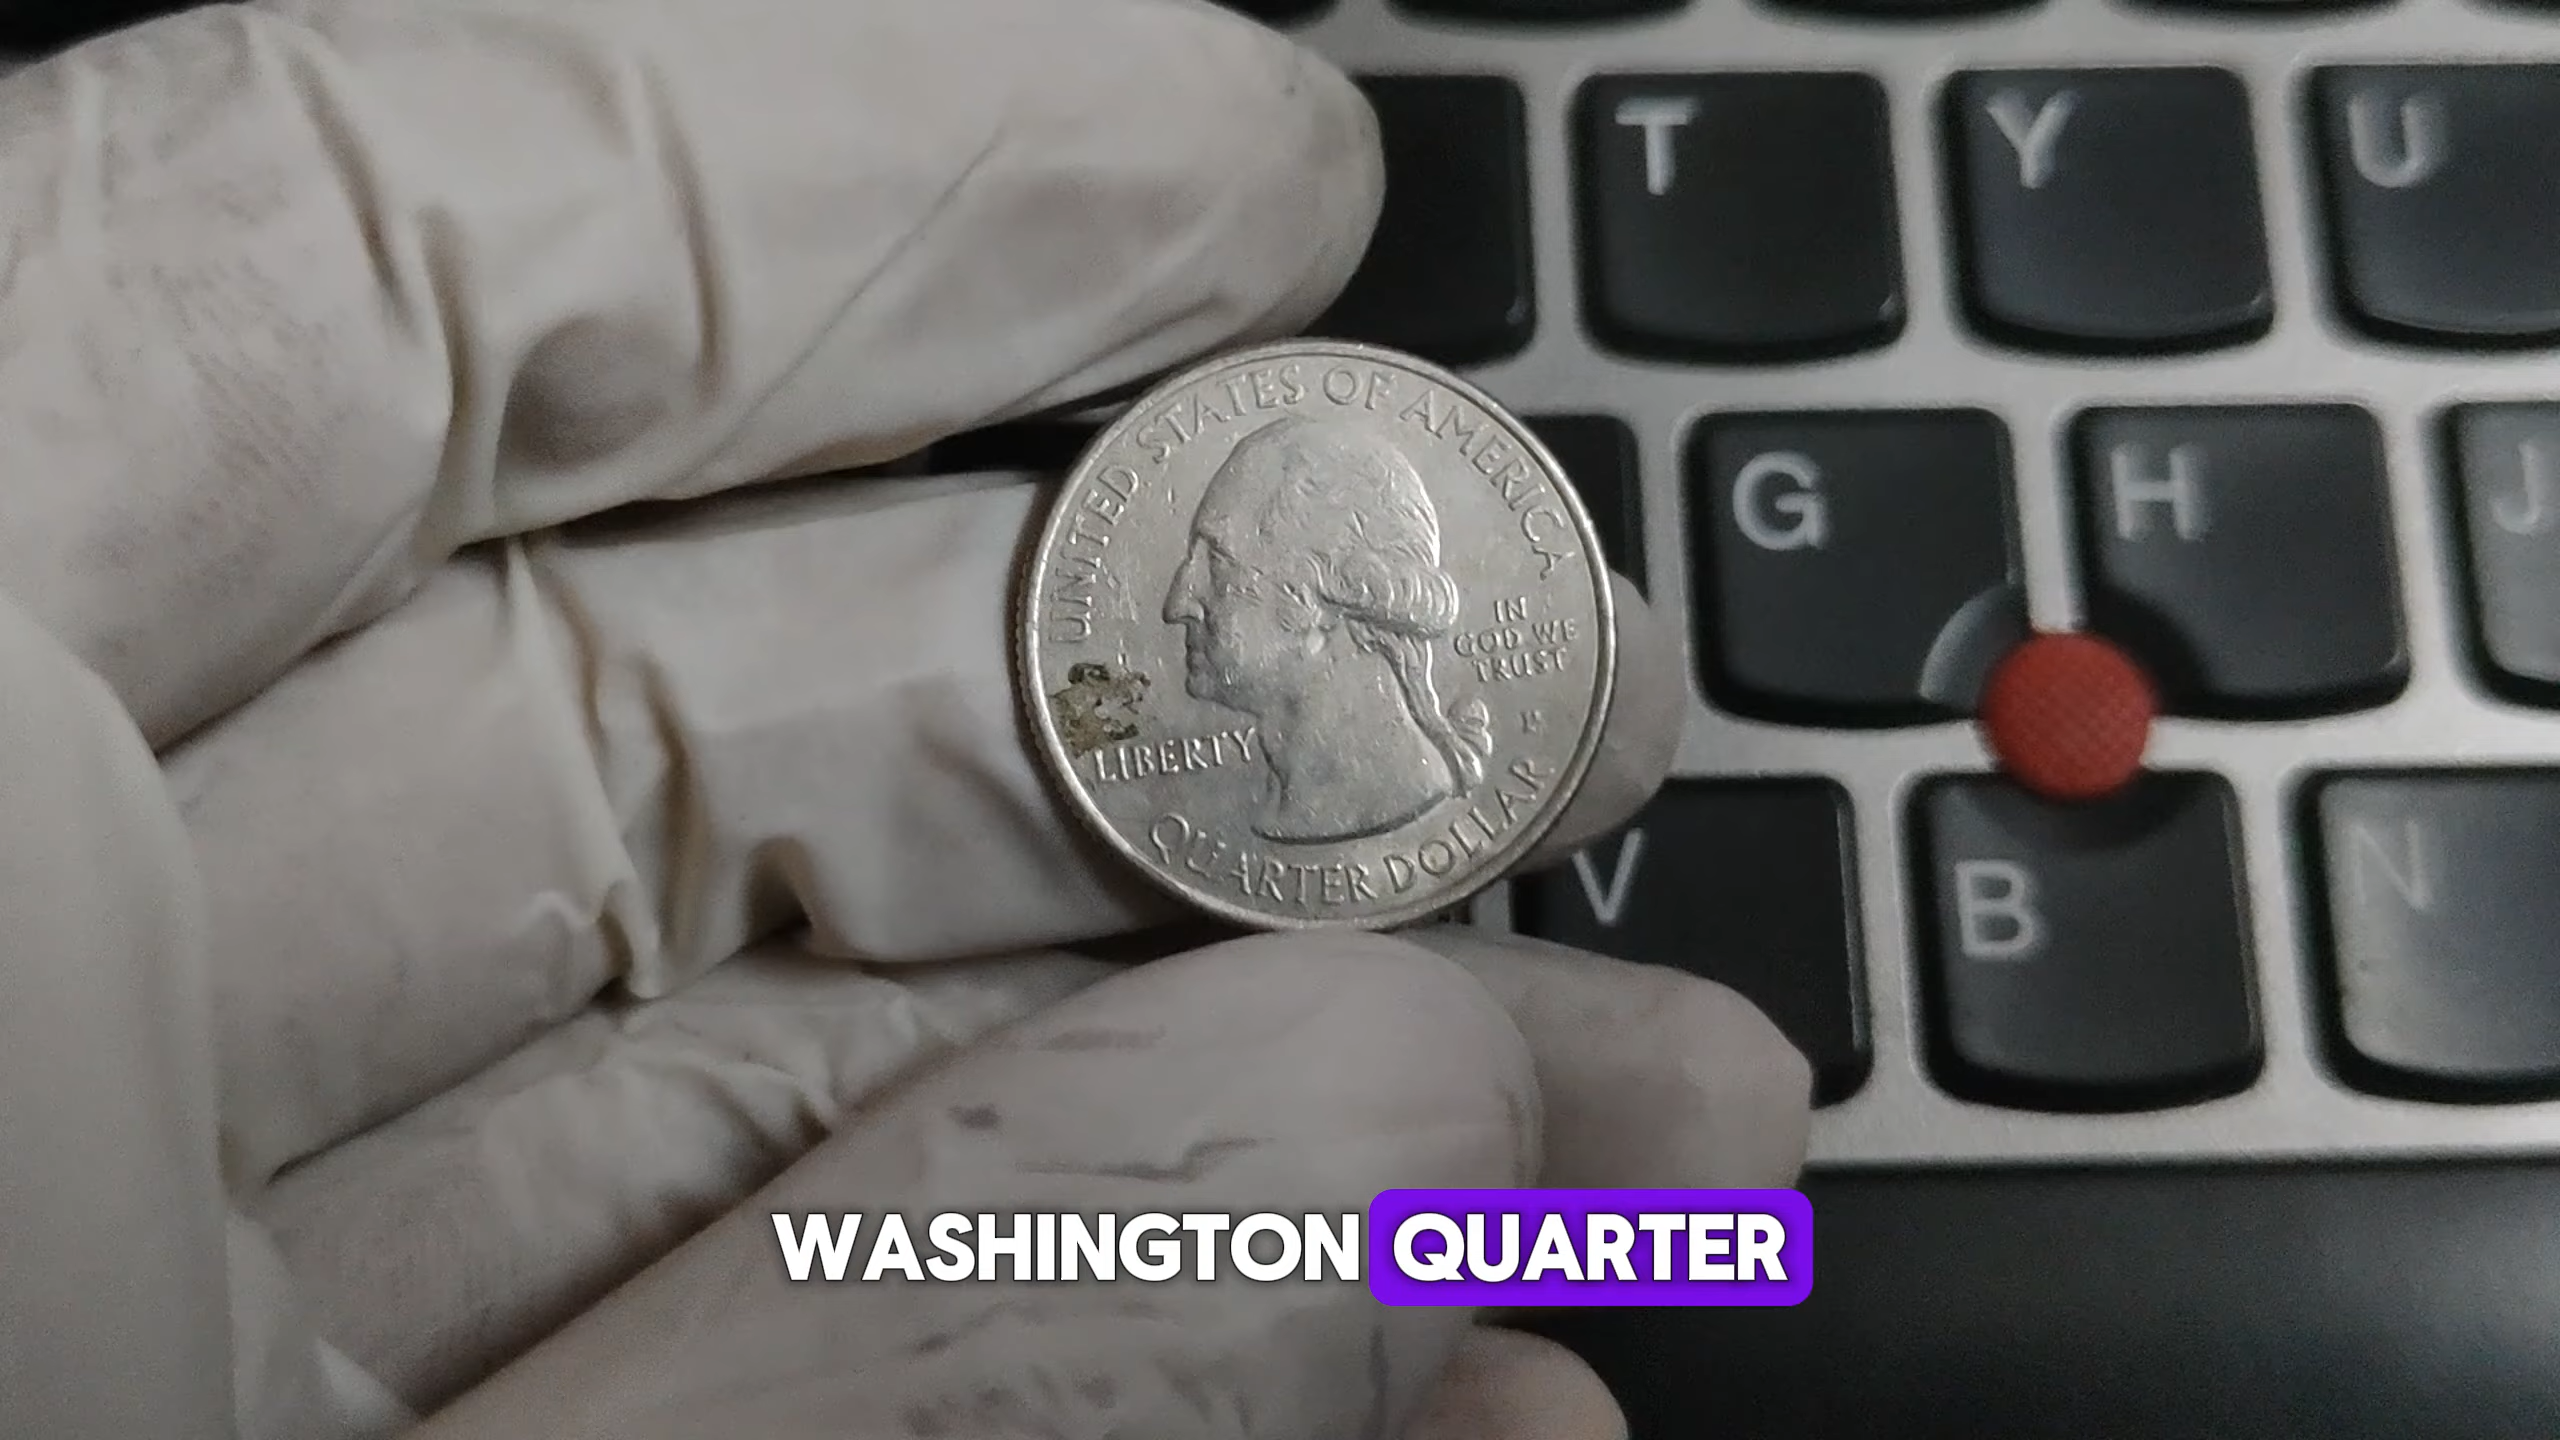 T Y U
UNITED STATES OF AMERICA
G H J
IN
GOD WE
TRUST
LIBERTY
QUARTER DOLLAR
V B N
WASHINGTON QUARTER